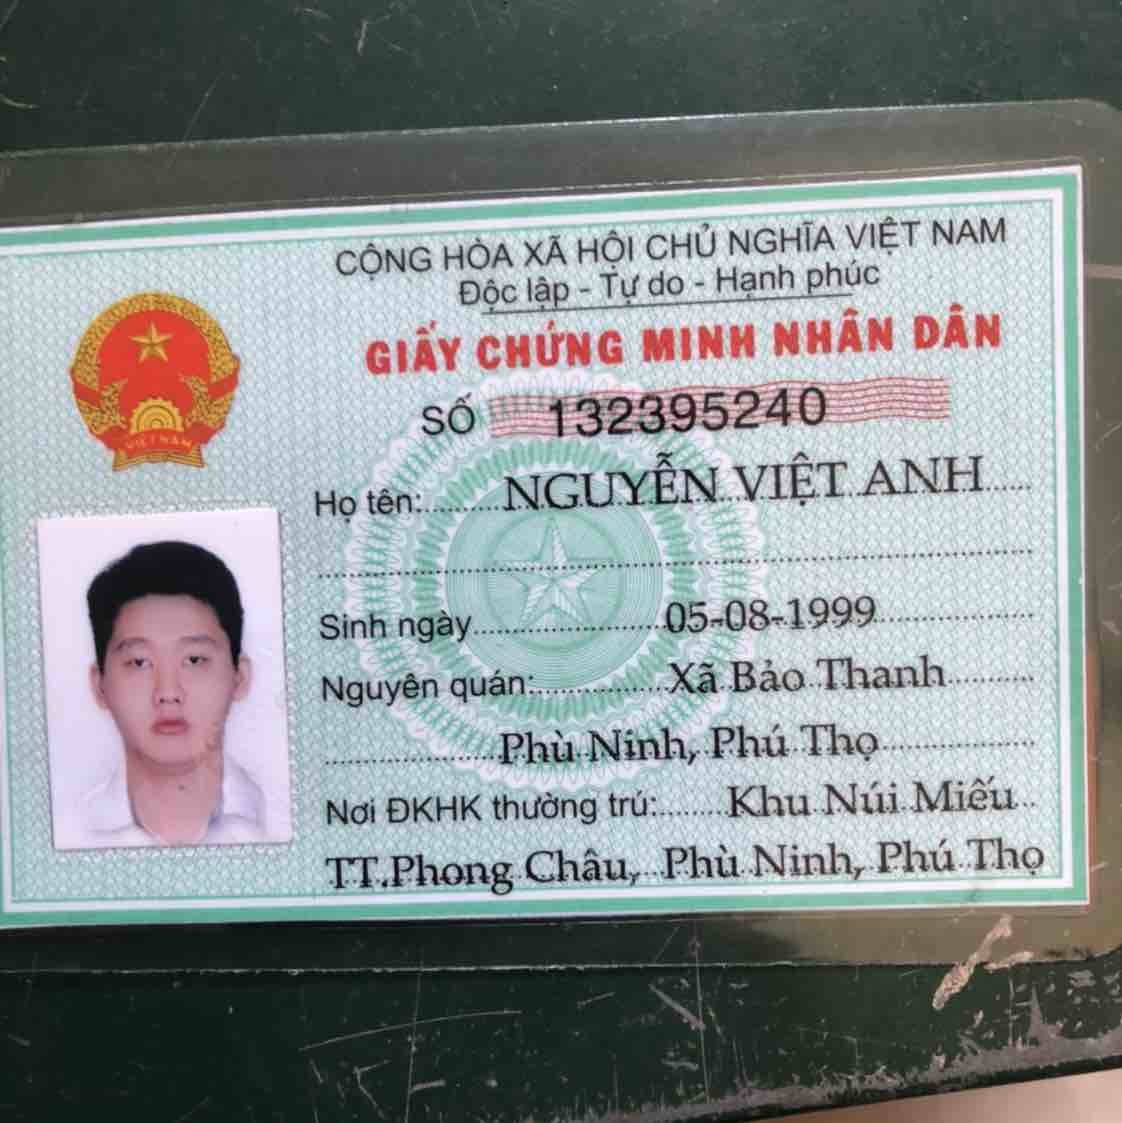 CỘNG HÒA XÃ HỘI CHỦ NGHĨA VIỆT NAM
Độc lập - Tự do - Hạnh phúc
GIẤY CHỨNG MINH NHÂN DÂN
SỐ 132395240
VIỆT NAM
Họ tên: NGUYỄN VIỆT ANH
Sinh ngày 05-08-1999
Nguyên quán: Xã Bảo Thanh
Phù Ninh, Phú Thọ
Nơi ĐKHK thường trú: Khu Núi Miếu
TT.Phong Châu, Phù Ninh, Phú Thọ